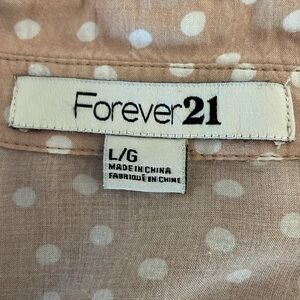 Forever21
L/G
MADE IN CHINA
FABRIQUÉ EN CHINE